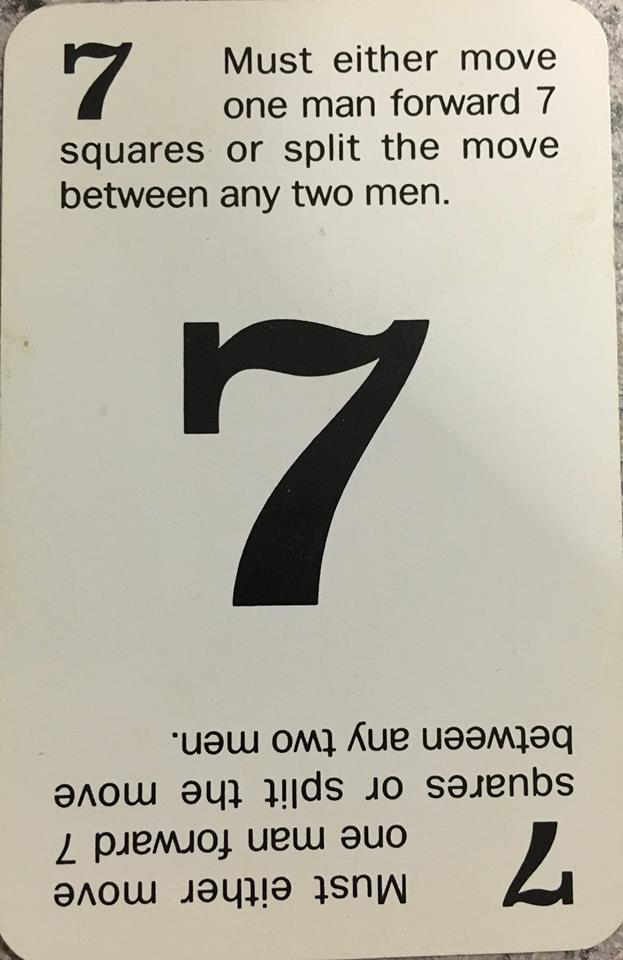 7 Must either move
one man forward 7
squares or split the move
between any two men.
7
7 Must either move
one man forward 7
squares or split the move
between any two men.